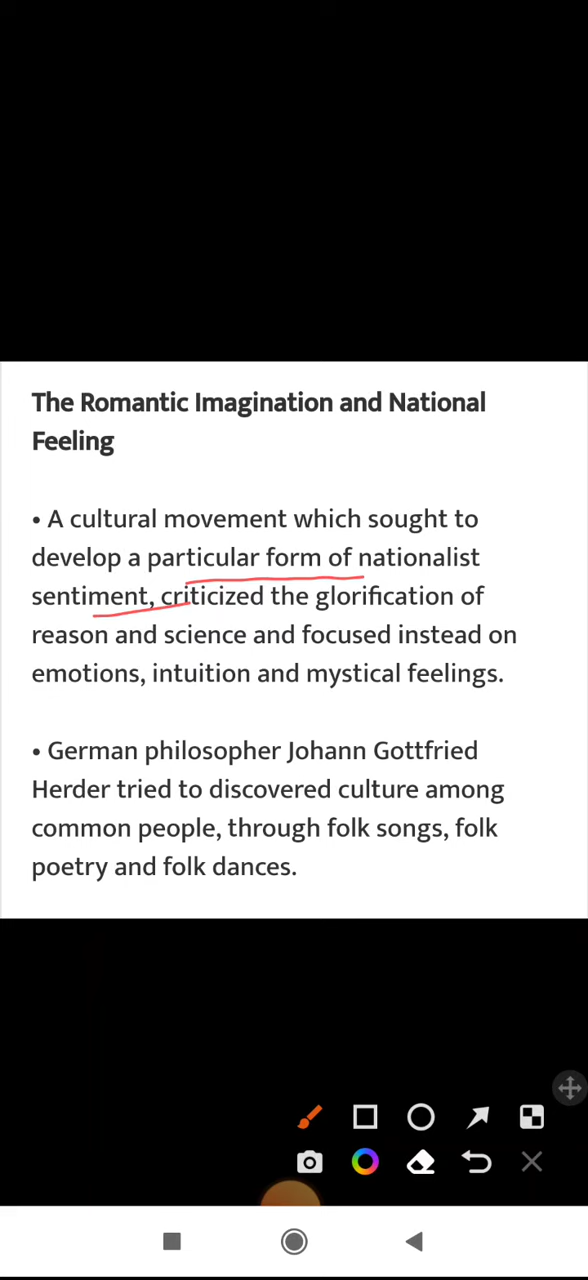 The Romantic Imagination and National
Feeling
• A cultural movement which sought to
develop a particular form of nationalist
sentiment, criticized the glorification of
reason and science and focused instead on
emotions, intuition and mystical feelings.
• German philosopher Johann Gottfried
Herder tried to discovered culture among
common people, through folk songs, folk
poetry and folk dances.